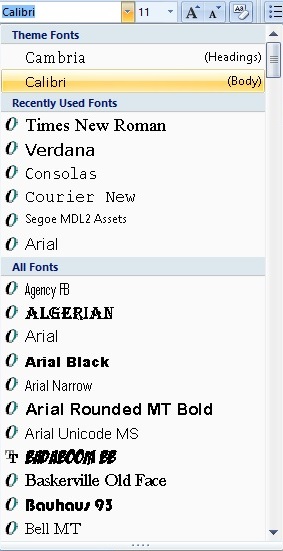 Calibri 11 A A Aa
Theme Fonts
Cambria (Headings)
Calibri (Body)
Recently Used Fonts
Times New Roman
Verdana
Consolas
Courier New
Segoe MDL2 Assets
Arial
All Fonts
Agency FB
ALGERIAN
Arial
Arial Black
Arial Narrow
Arial Rounded MT Bold
Arial Unicode MS
BADABOOM BB
Baskerville Old Face
Bauhaus 93
Bell MT